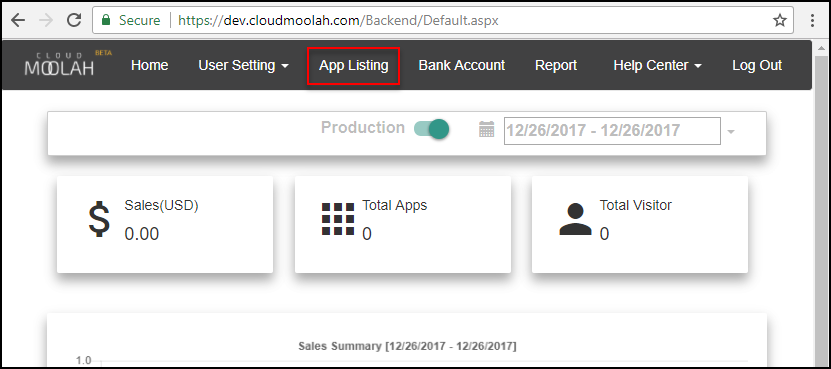 Secure https://dev.cloudmoolah.com/Backend/Default.aspx
CLOUD MOOLAH BETA Home User Setting App Listing Bank Account Report Help Center Log Out
Production 12/26/2017 - 12/26/2017
Sales(USD) Total Apps Total Visitor
0.00 0 0
Sales Summary [12/26/2017 - 12/26/2017]
1.0